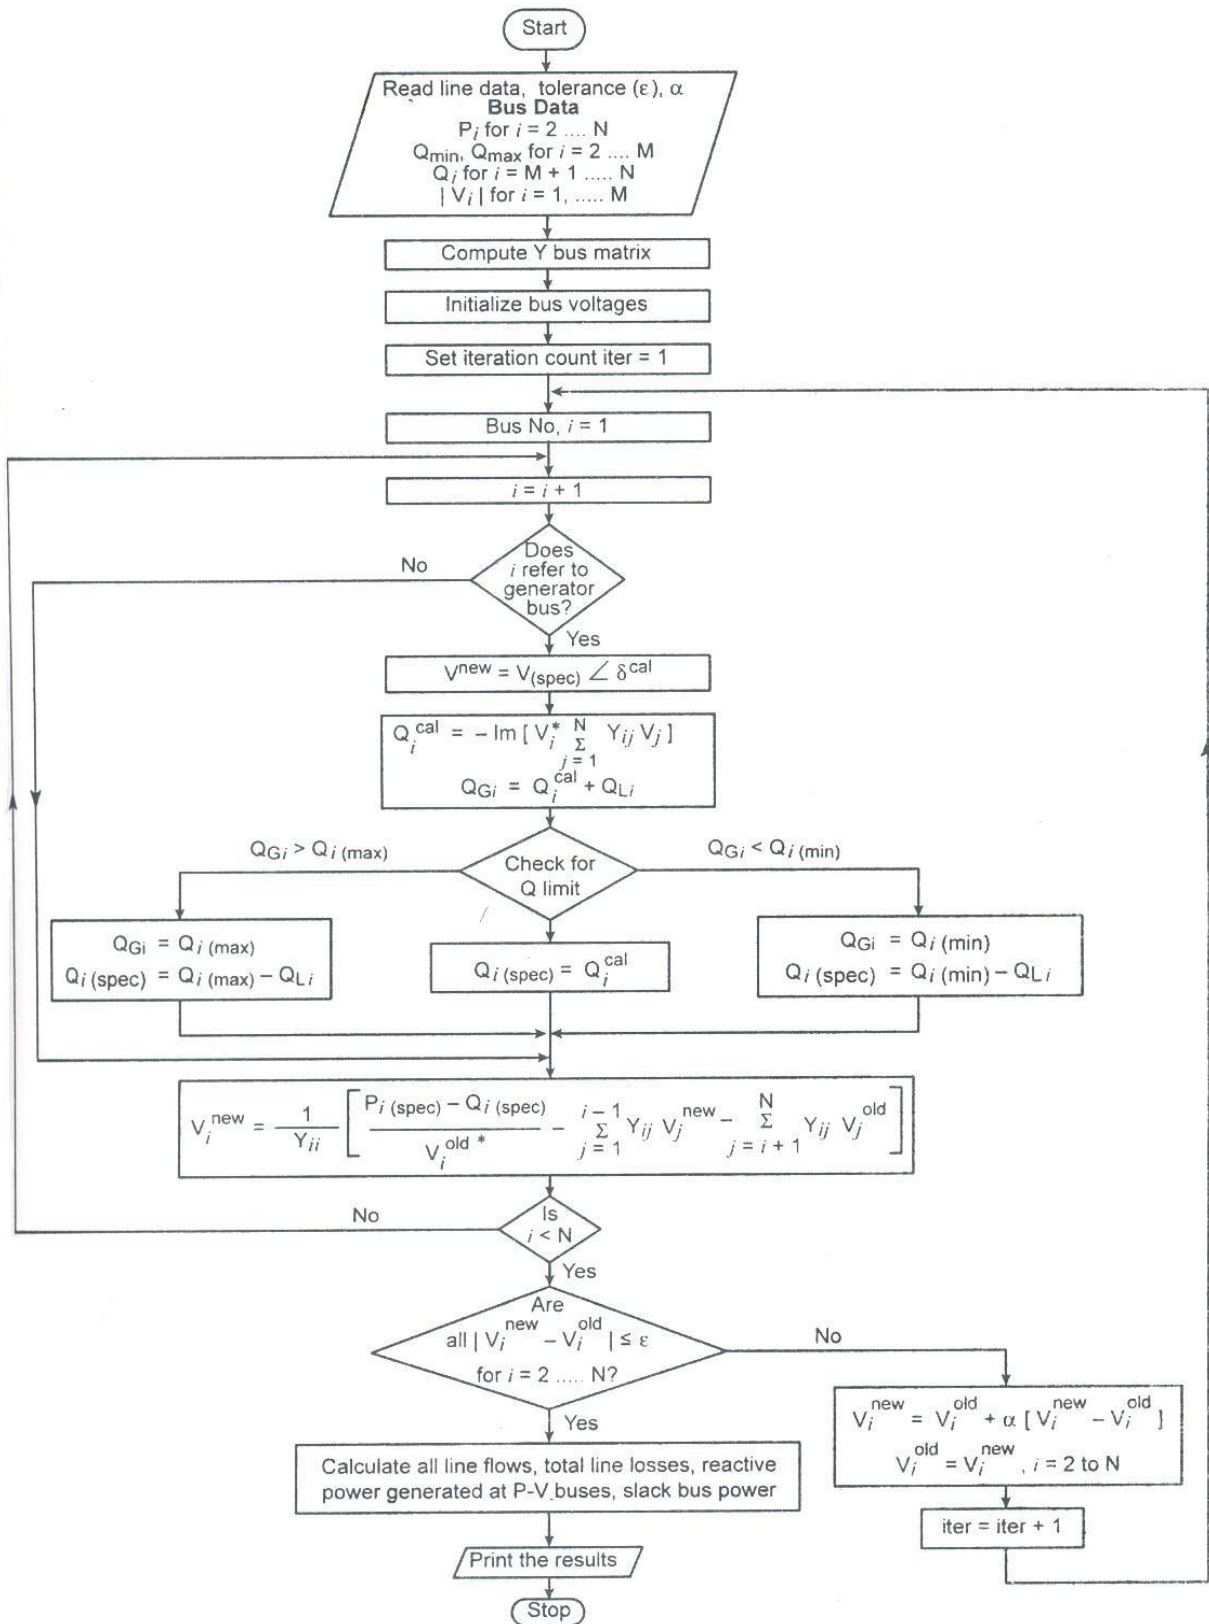 Start
Read line data, tolerance (ε), α
Bus Data
P_i for i = 2 .... N
Q_min, Q_max for i = 2 .... M
Q_i for i = M + 1 ..... N
| V_i | for i = 1, ..... M
Compute Y bus matrix
Initialize bus voltages
Set iteration count iter = 1
Bus No, i = 1
i = i + 1
Does
i refer to
generator
bus?
No
Yes
V^new = V_(spec) ∠ δ^cal
Q_i^cal = – Im [ V_i^* Σ_{j = 1}^{N} Y_ij V_j ]
Q_Gi = Q_i^cal + Q_Li
Q_Gi > Q_i (max)
Check for
Q limit
Q_Gi < Q_i (min)
Q_Gi = Q_i (max)
Q_i (spec) = Q_i (max) – Q_Li
Q_i (spec) = Q_i^cal
Q_Gi = Q_i (min)
Q_i (spec) = Q_i (min) – Q_Li
V_i^new = 1 / Y_ii [ (P_i (spec) – Q_i (spec)) / V_i^old * – Σ_{j = 1}^{i – 1} Y_ij V_j^new – Σ_{j = i + 1}^{N} Y_ij V_j^old ]
Is
i < N
No
Yes
Are
all | V_i^new – V_i^old | ≤ ε
for i = 2 ..... N?
No
Yes
V_i^new = V_i^old + α [ V_i^new – V_i^old ]
V_i^old = V_i^new, i = 2 to N
iter = iter + 1
Calculate all line flows, total line losses, reactive
power generated at P-V buses, slack bus power
Print the results
Stop